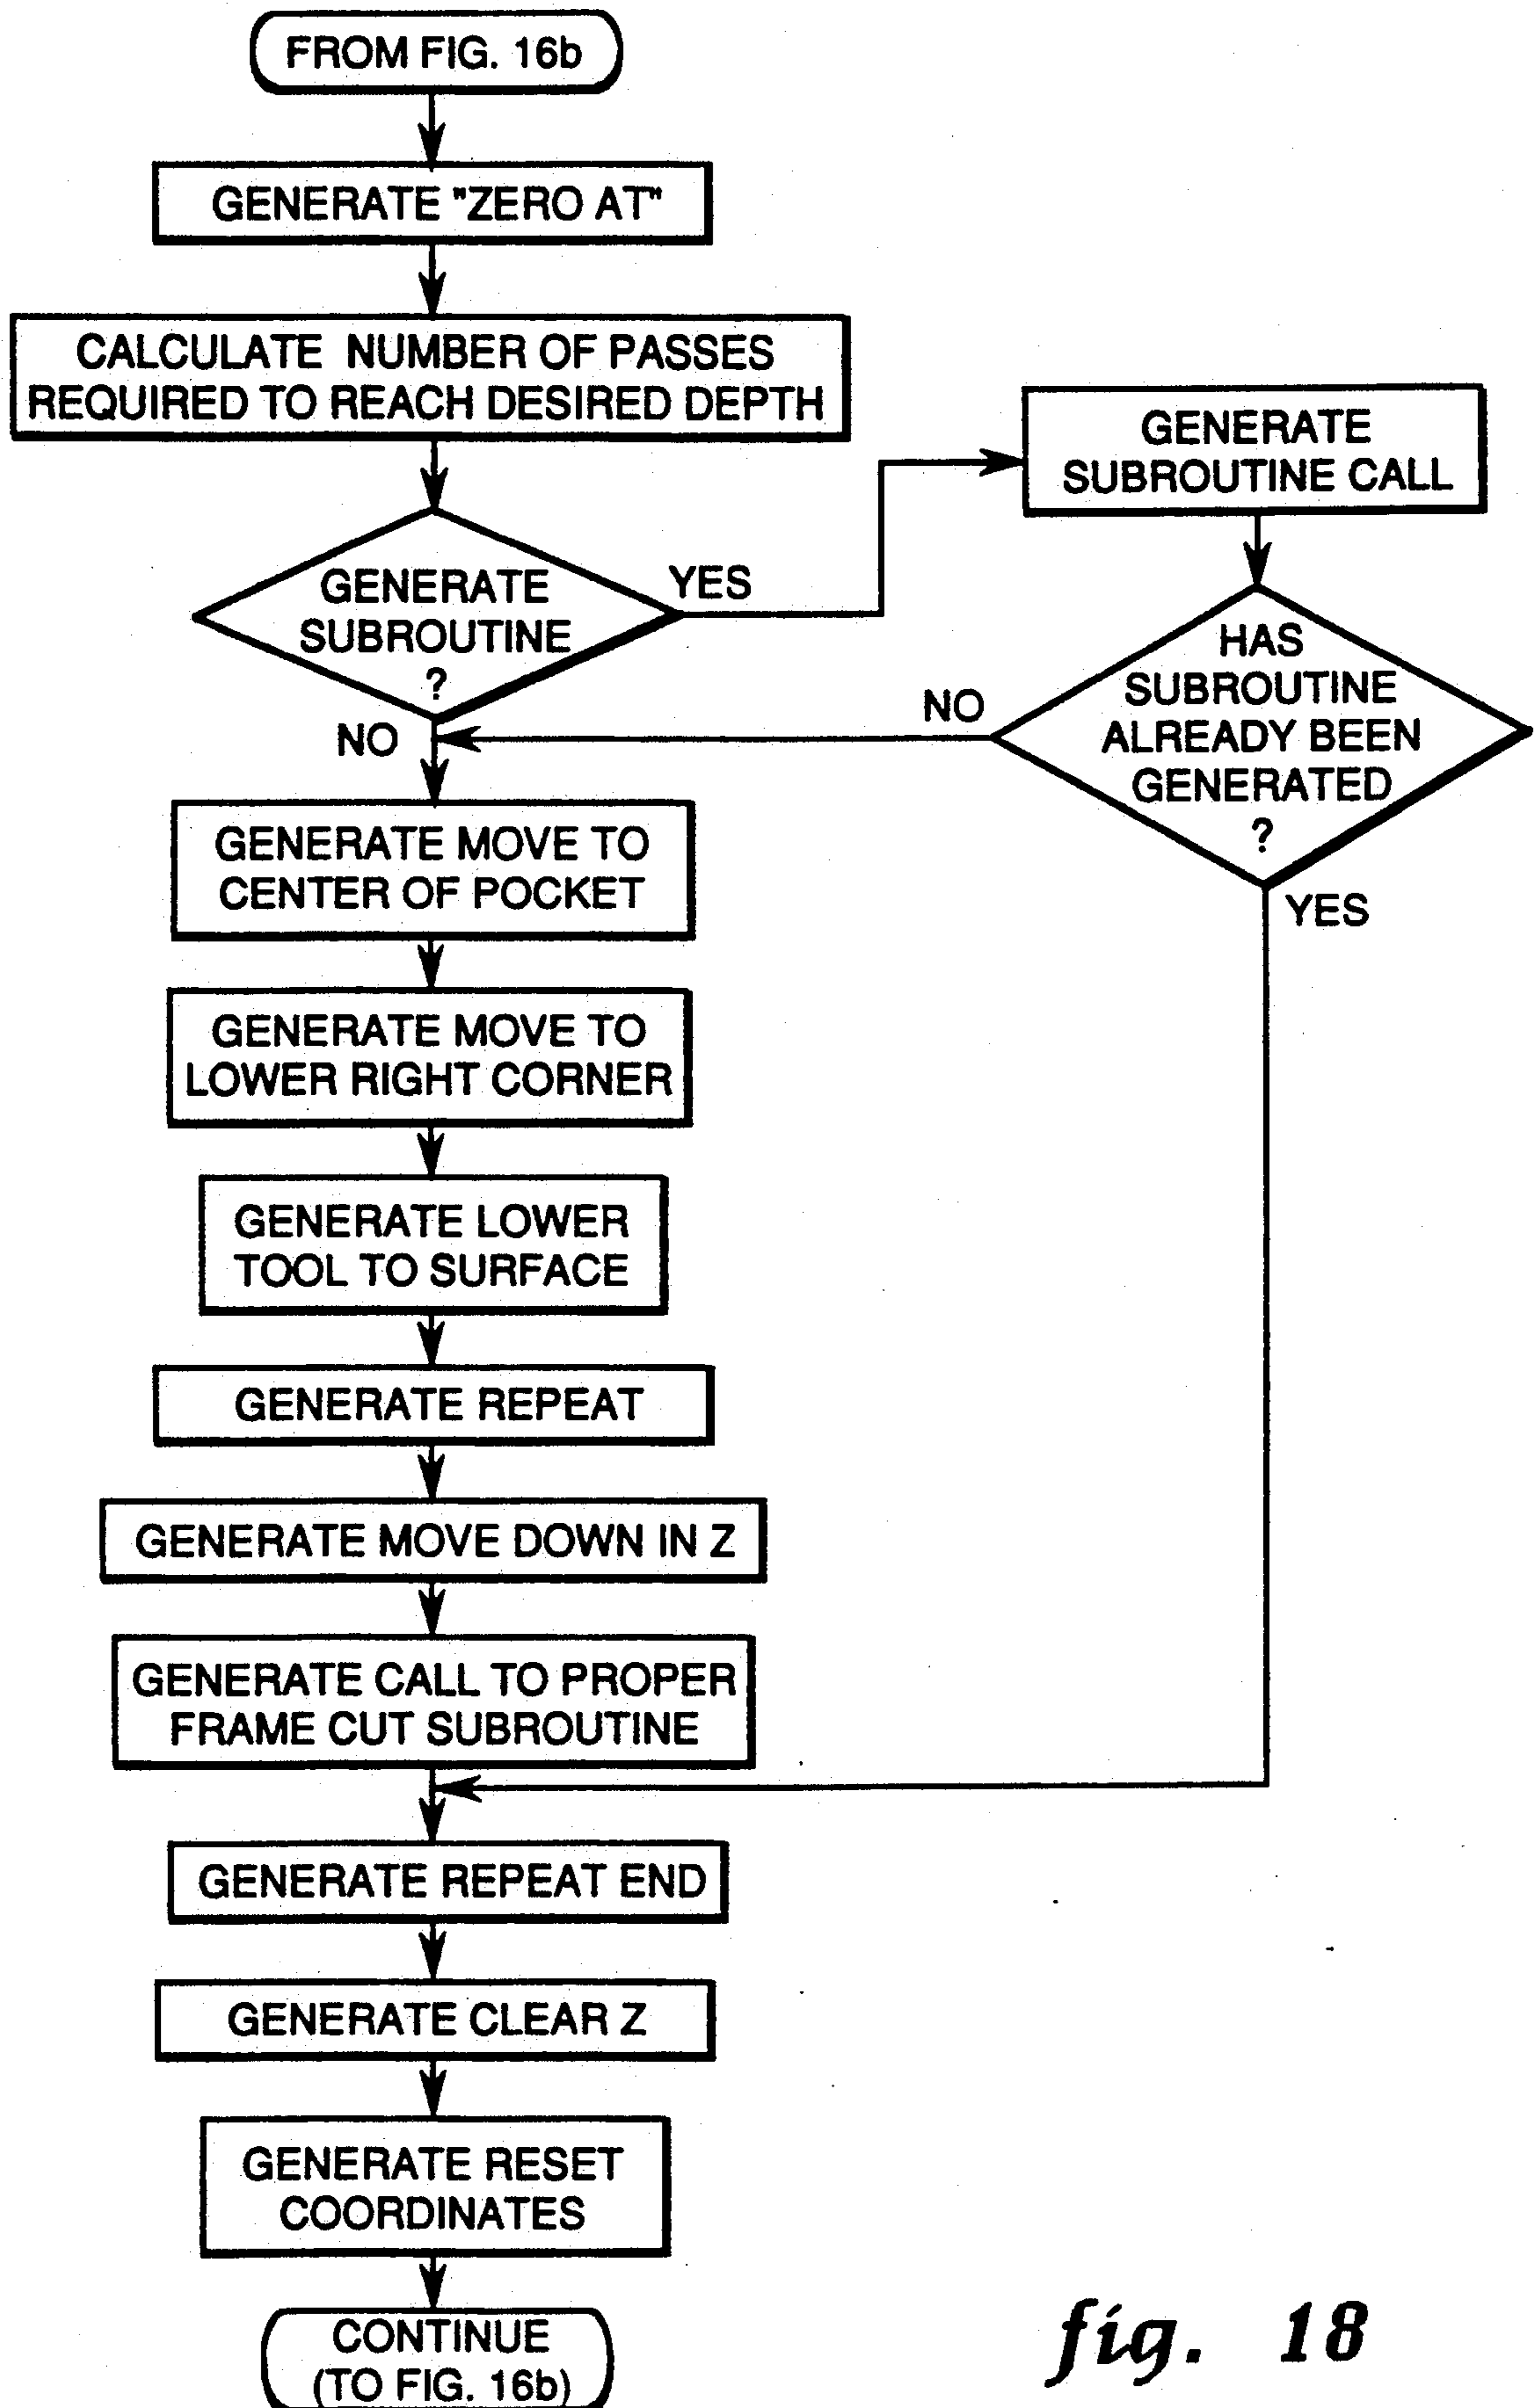 FROM FIG. 16b
GENERATE "ZERO AT"
CALCULATE NUMBER OF PASSES
REQUIRED TO REACH DESIRED DEPTH
GENERATE
SUBROUTINE
?
YES
NO
GENERATE
SUBROUTINE CALL
HAS
SUBROUTINE
ALREADY BEEN
GENERATED
?
NO
YES
GENERATE MOVE TO
CENTER OF POCKET
GENERATE MOVE TO
LOWER RIGHT CORNER
GENERATE LOWER
TOOL TO SURFACE
GENERATE REPEAT
GENERATE MOVE DOWN IN Z
GENERATE CALL TO PROPER
FRAME CUT SUBROUTINE
GENERATE REPEAT END
GENERATE CLEAR Z
GENERATE RESET
COORDINATES
CONTINUE
(TO FIG. 16b)
fig. 18